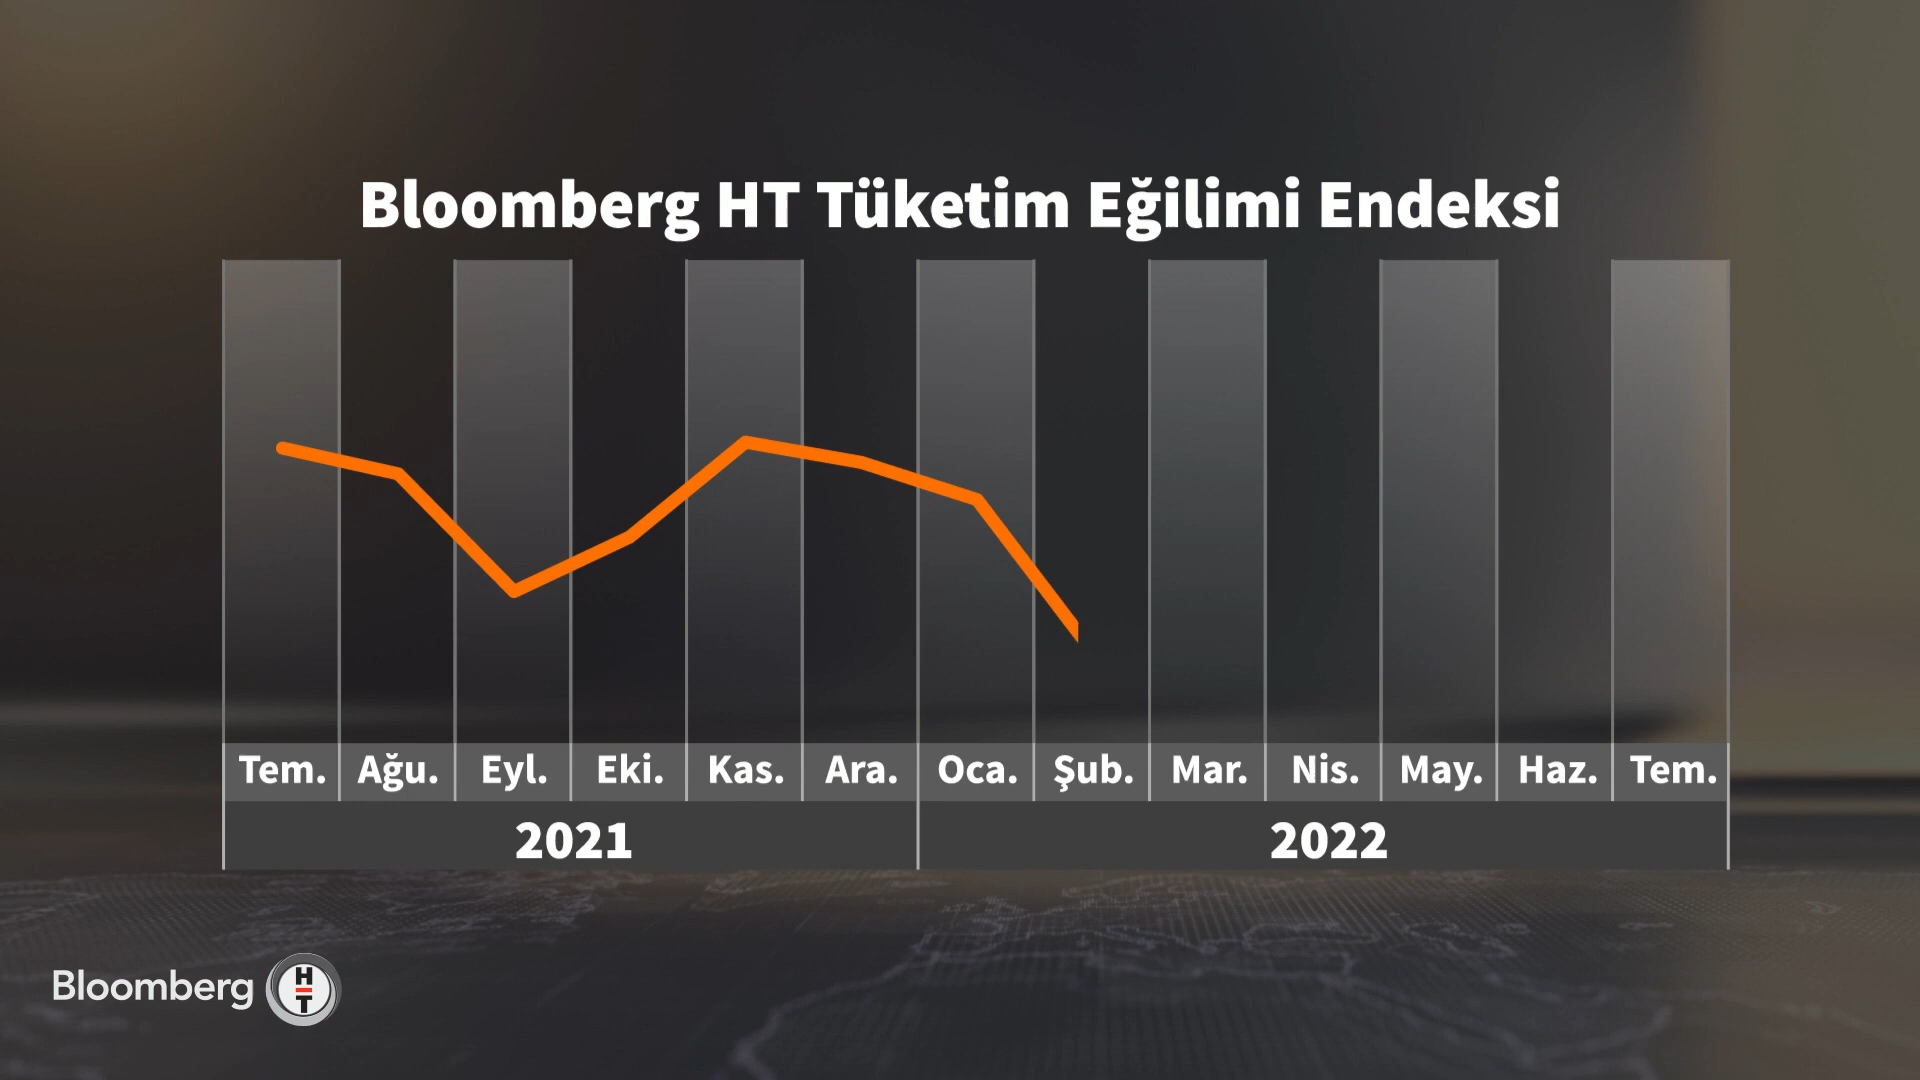 Bloomberg HT Tüketim Eğilimi Endeksi
Tem. Ağu. Eyl. Eki. Kas. Ara. Oca. Şub. Mar. Nis. May. Haz. Tem.
2021 2022
Bloomberg HT